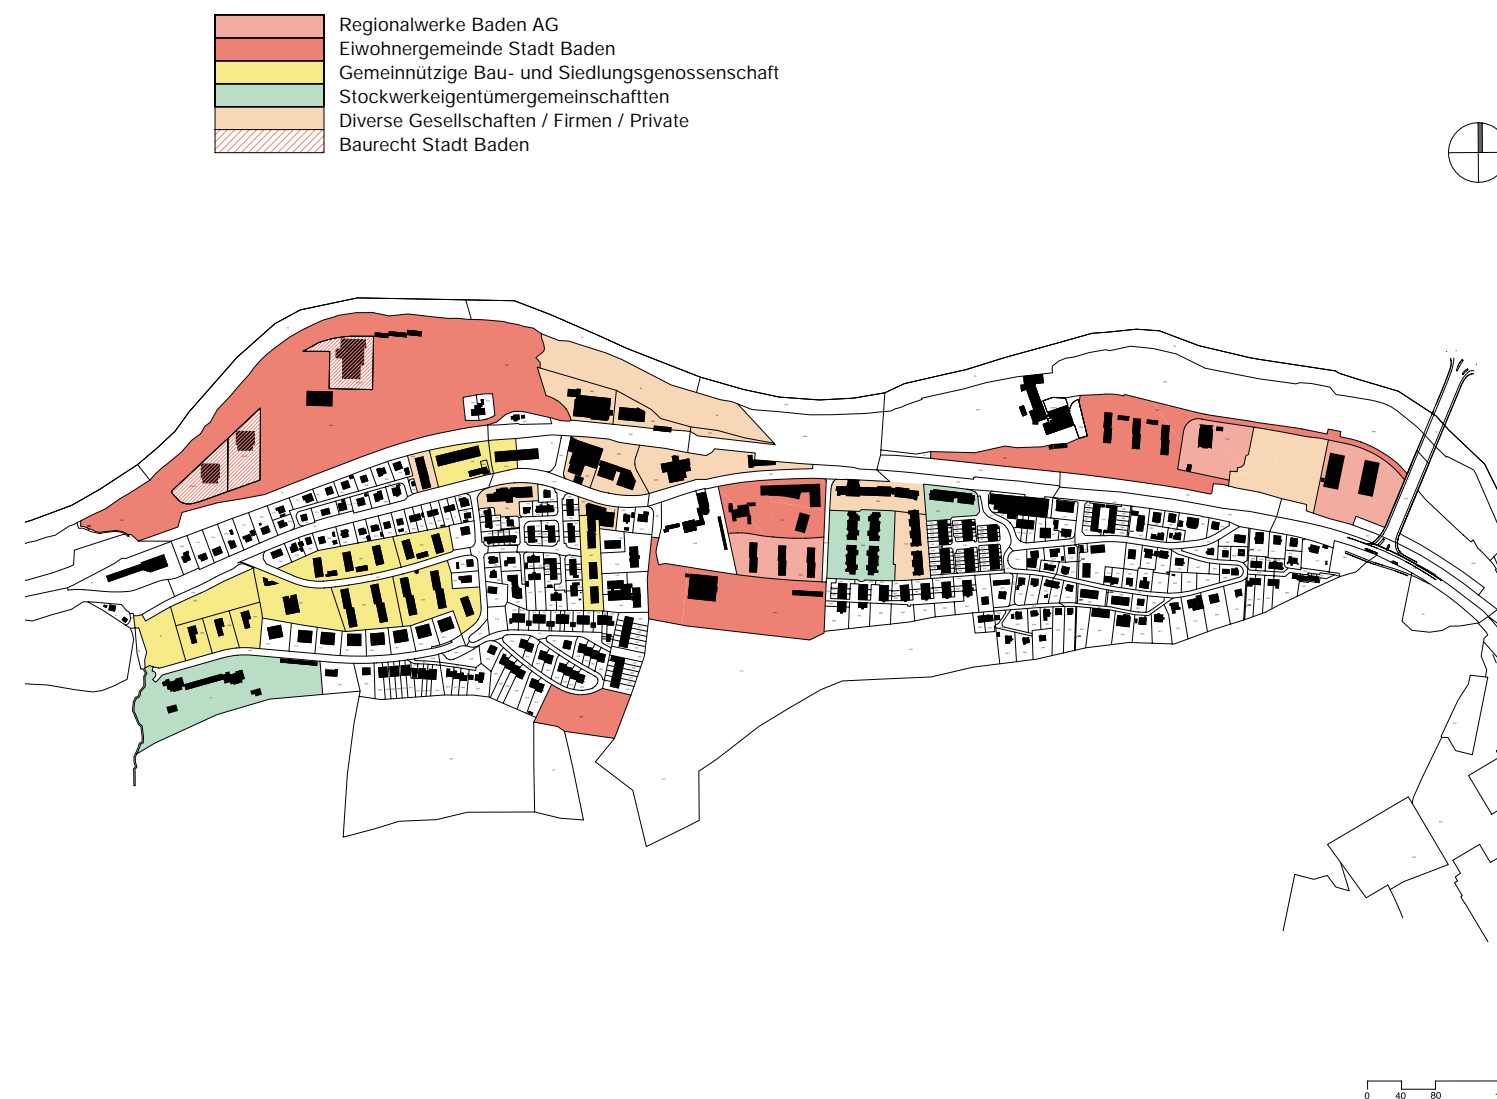 Regionalwerke Baden AG
Eiwohnergemeinde Stadt Baden
Gemeinnützige Bau- und Siedlungsgenossenschaft
Stockwerkeigentümergemeinschaftten
Diverse Gesellschaften / Firmen / Private
Baurecht Stadt Baden
0 40 80